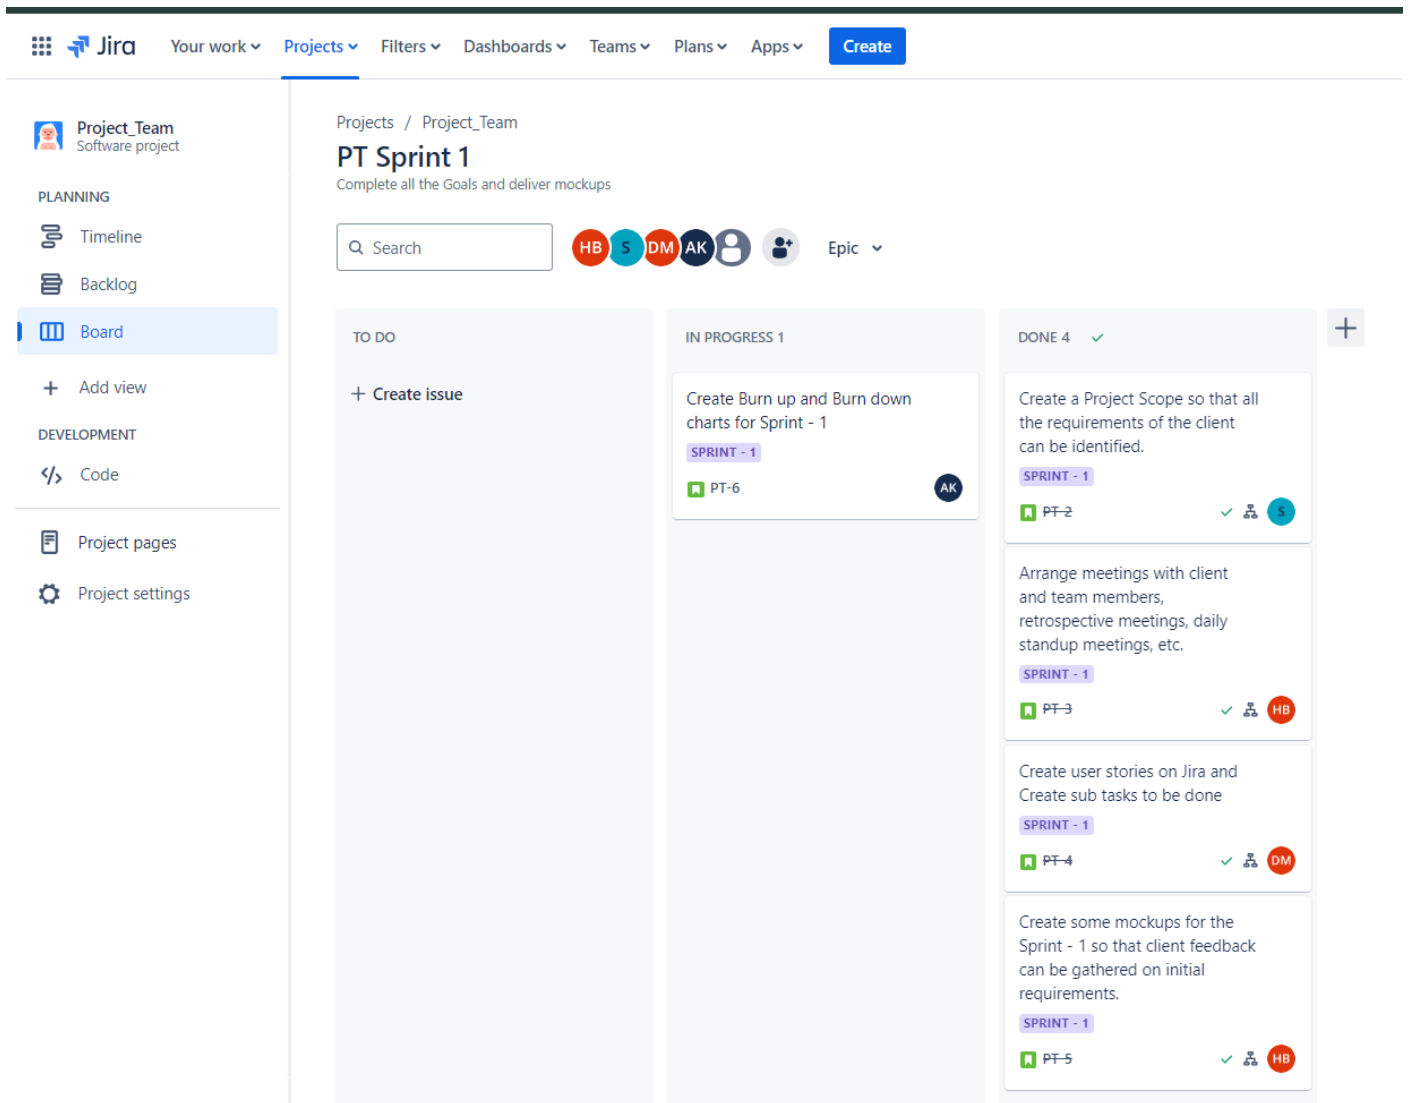 Jira Your work Projects Filters Dashboards Teams Plans Apps Create
Project_Team
Software project
PLANNING
Timeline
Backlog
Board
Add view
DEVELOPMENT
Code
Project pages
Project settings
Projects / Project_Team
PT Sprint 1
Complete all the Goals and deliver mockups
Search HB S DM AK Epic
TO DO
+ Create issue
IN PROGRESS 1
Create Burn up and Burn down
charts for Sprint - 1
SPRINT - 1
PT-6 AK
DONE 4
Create a Project Scope so that all
the requirements of the client
can be identified.
SPRINT - 1
PT-2 S
Arrange meetings with client
and team members,
retrospective meetings, daily
standup meetings, etc.
SPRINT - 1
PT-3 HB
Create user stories on Jira and
Create sub tasks to be done
SPRINT - 1
PT-4 DM
Create some mockups for the
Sprint - 1 so that client feedback
can be gathered on initial
requirements.
SPRINT - 1
PT-5 HB